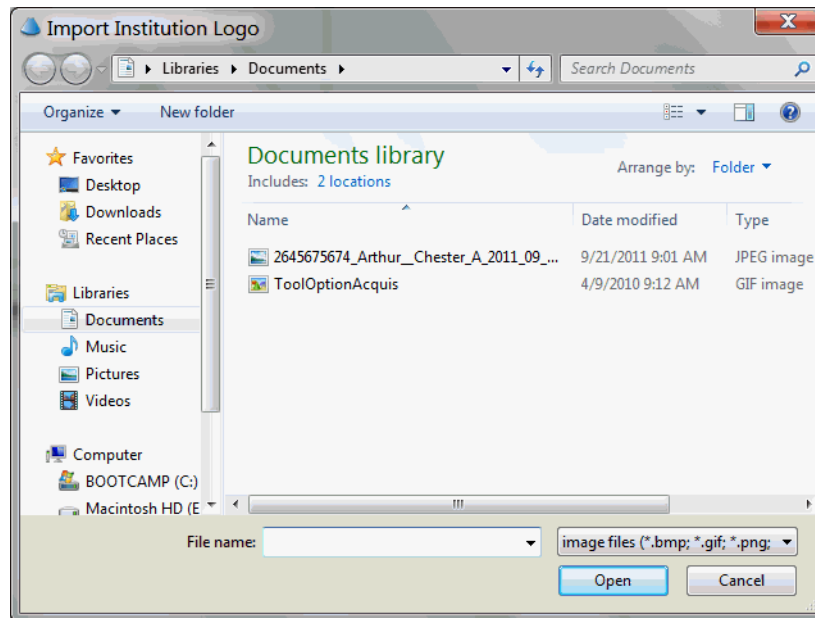 Import Institution Logo
Libraries Documents
Search Documents
Organize New folder
Favorites
Desktop
Downloads
Recent Places
Libraries
Documents
Music
Pictures
Videos
Computer
BOOTCAMP (C:)
Macintosh HD (E
Documents library
Includes: 2 locations
Arrange by: Folder
Name Date modified Type
2645675674_Arthur__Chester_A_2011_09_... 9/21/2011 9:01 AM JPEG image
ToolOptionAcquis 4/9/2010 9:12 AM GIF image
File name: image files (*.bmp; *.gif; *.png;
Open Cancel